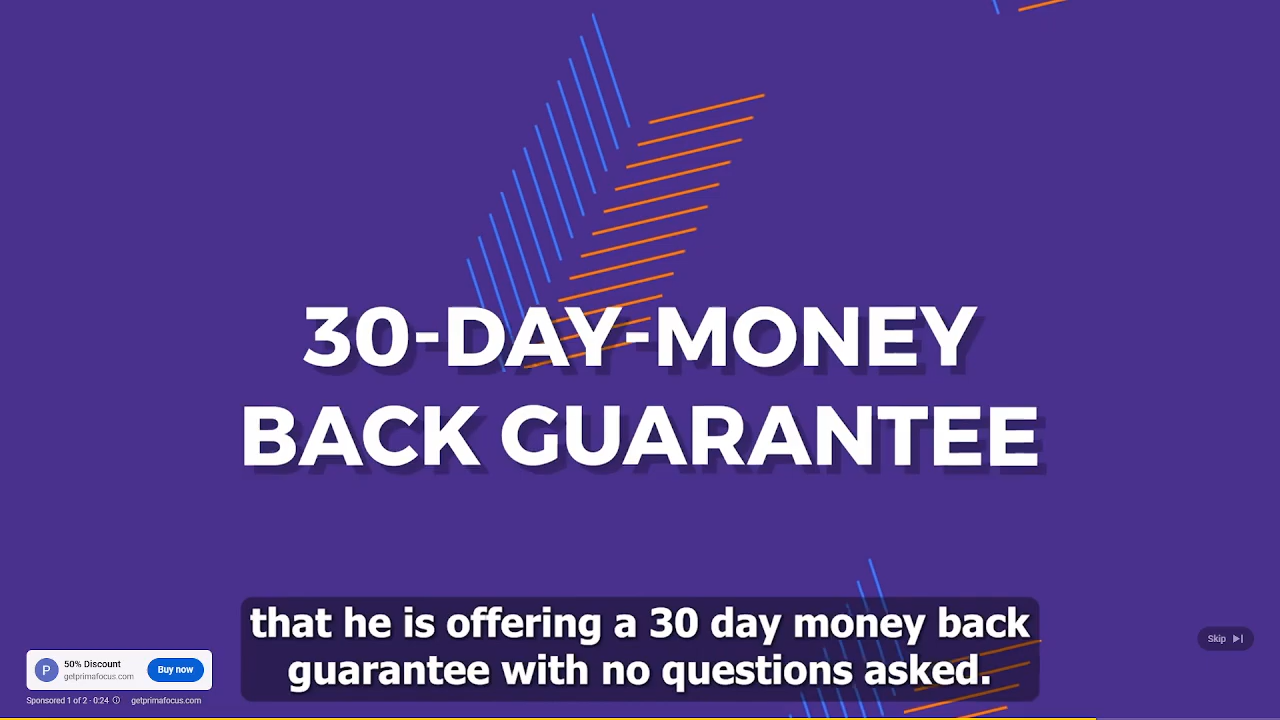 30-DAY-MONEY
BACK GUARANTEE
that he is offering a 30 day money back
guarantee with no questions asked.
Skip
P
50% Discount
getprimafocus.com
Buy now
Sponsored 1 of 2 · 0:24
getprimafocus.com